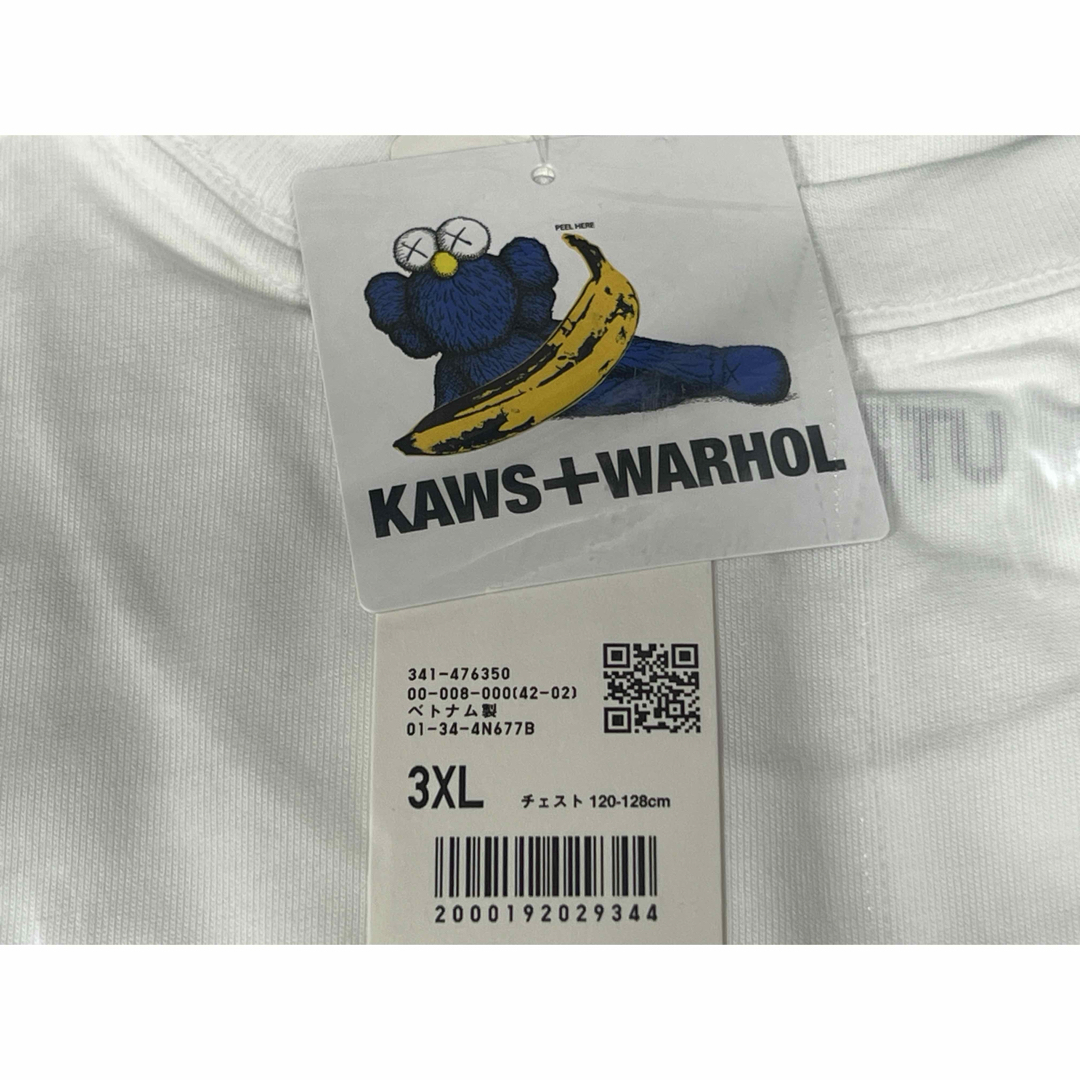 PEEL HERE
KAWS+WARHOL
341-476350
00-008-000(42-02)
ベトナム製
01-34-4N677B
3XL チェスト 120-128cm
2000192029344